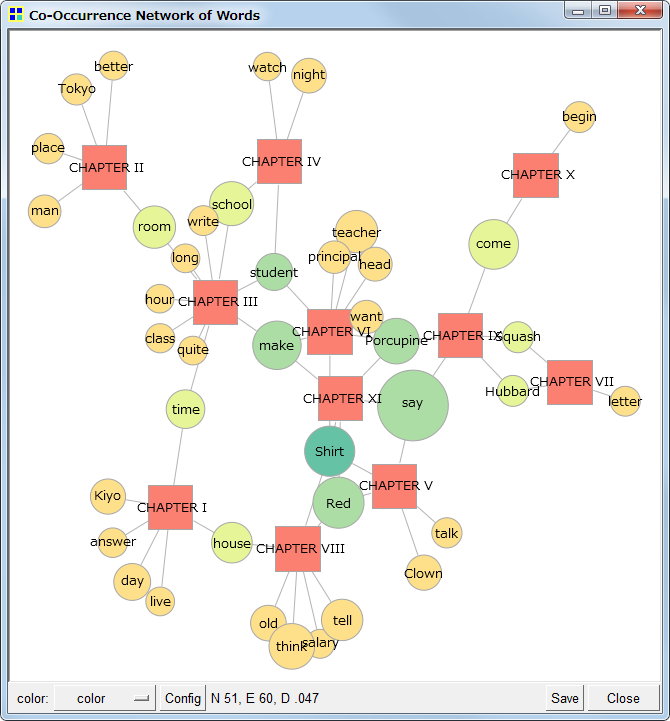 Co-Occurrence Network of Words
better
watch
night
Tokyo
begin
place
CHAPTER II
CHAPTER IV
CHAPTER X
man
school
room
write
teacher
come
long
student
principal
head
hour
CHAPTER III
want
CHAPTER VI
class
quite
make
Porcupine
CHAPTER IX
Squash
CHAPTER VII
Hubbard
CHAPTER XI
say
letter
time
Shirt
Kiyo
CHAPTER I
CHAPTER V
Red
answer
house
CHAPTER VIII
talk
day
Clown
live
old
tell
think
salary
color:
color
Config
N 51, E 60, D .047
Save
Close